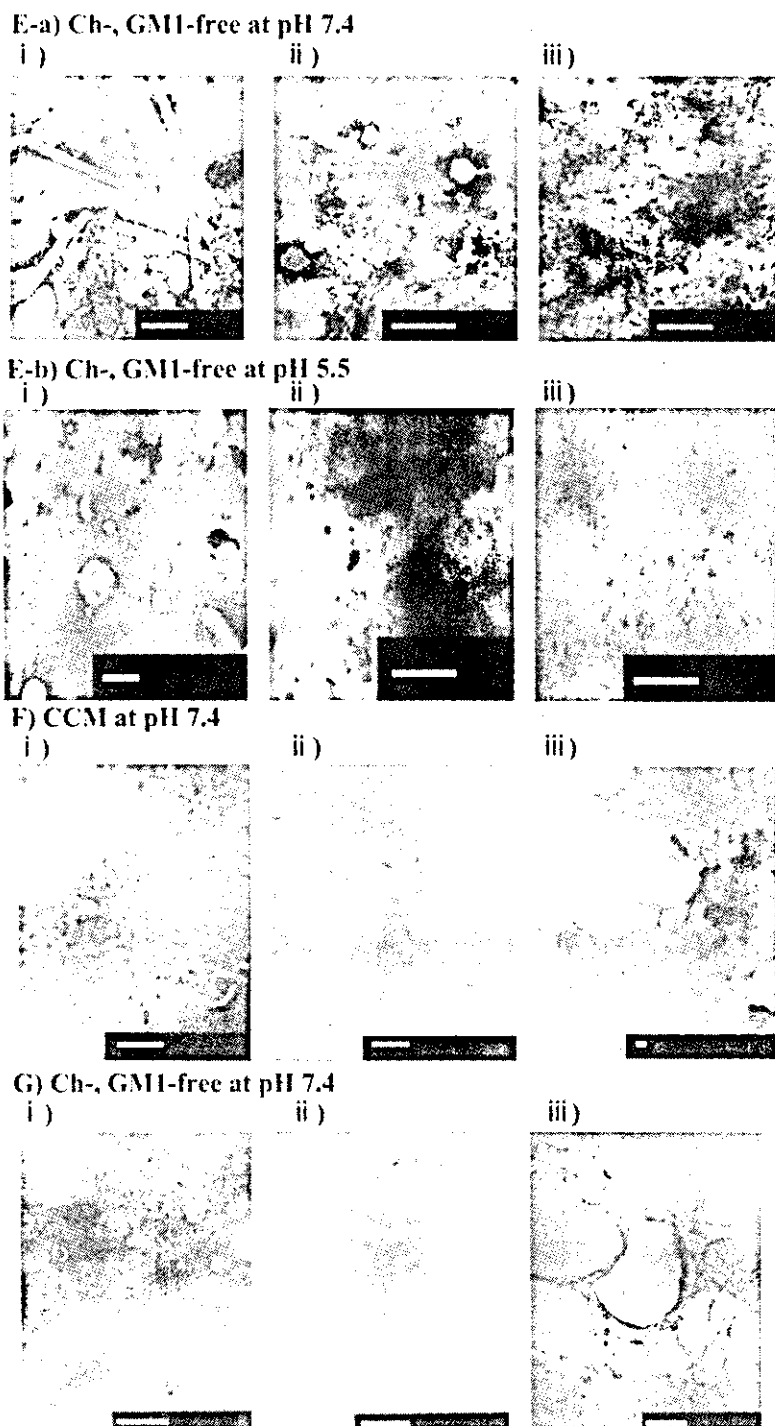 E-a) Ch-, GM1-free at pH 7.4
i ) ii ) iii)
E-b) Ch-, GM1-free at pH 5.5
i ) ii ) iii )
F) CCM at pH 7.4
i ) ii ) iii )
G) Ch-, GM1-free at pH 7.4
i ) ii ) iii )